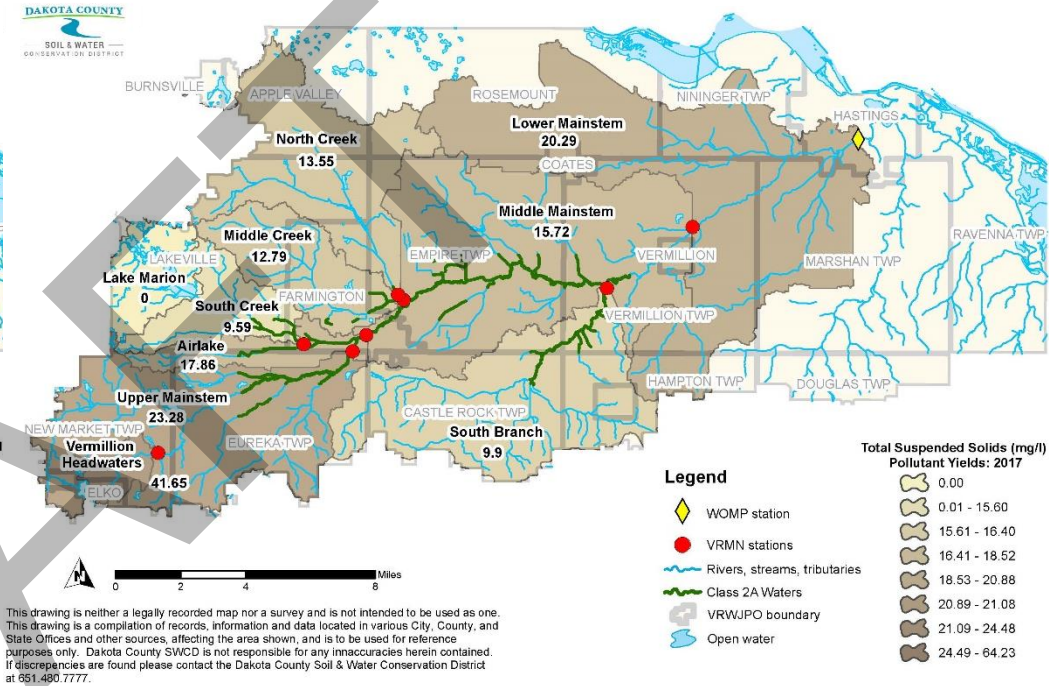 DAKOTA COUNTY
SOIL & WATER
CONSERVATION DISTRICT
BURNSVILLE
APPLE VALLEY
ROSEMOUNT
NININGER TWP
HASTINGS
Lower Mainstem
20.29
North Creek
13.55
COATES
Middle Mainstem
15.72
Middle Creek
12.79
LAKEVILLE
EMPIRE TWP
VERMILLION
RAVENNA TWP
MARSHAN TWP
Lake Marion
0
FARMINGTON
South Creek
9.59
VERMILLION TWP
Airlake
17.86
HAMPTON TWP
DOUGLAS TWP
Upper Mainstem
23.28
CASTLE ROCK TWP
NEW MARKET TWP
EUREKA TWP
South Branch
9.9
Vermillion
Headwaters
41.65
ELKO
Legend
WOMP station
VRMN stations
Rivers, streams, tributaries
Class 2A Waters
VRWJPO boundary
Open water
Total Suspended Solids (mg/l)
Pollutant Yields: 2017
0.00
0.01 - 15.60
15.61 - 16.40
16.41 - 18.52
18.53 - 20.88
20.89 - 21.08
21.09 - 24.48
24.49 - 64.23
N
Miles
0 2 4 8
This drawing is neither a legally recorded map nor a survey and is not intended to be used as one.
This drawing is a compilation of records, information and data located in various City, County, and
State Offices and other sources, affecting the area shown, and is to be used for reference
purposes only. Dakota County SWCD is not responsible for any innaccuracies herein contained.
If discrepancies are found please contact the Dakota County Soil & Water Conservation District
at 651.480.7777.